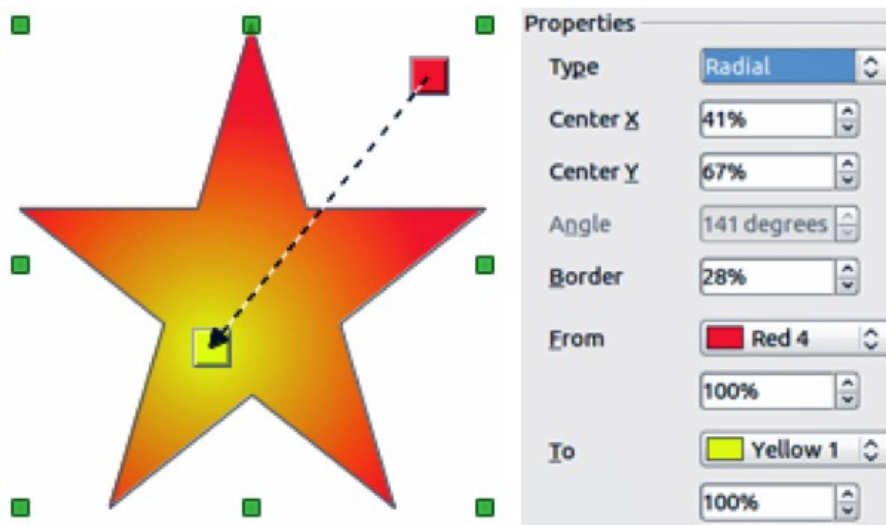 Properties
Type Radial
Center X 41%
Center Y 67%
Angle 141 degrees
Border 28%
From Red 4
100%
To Yellow 1
100%